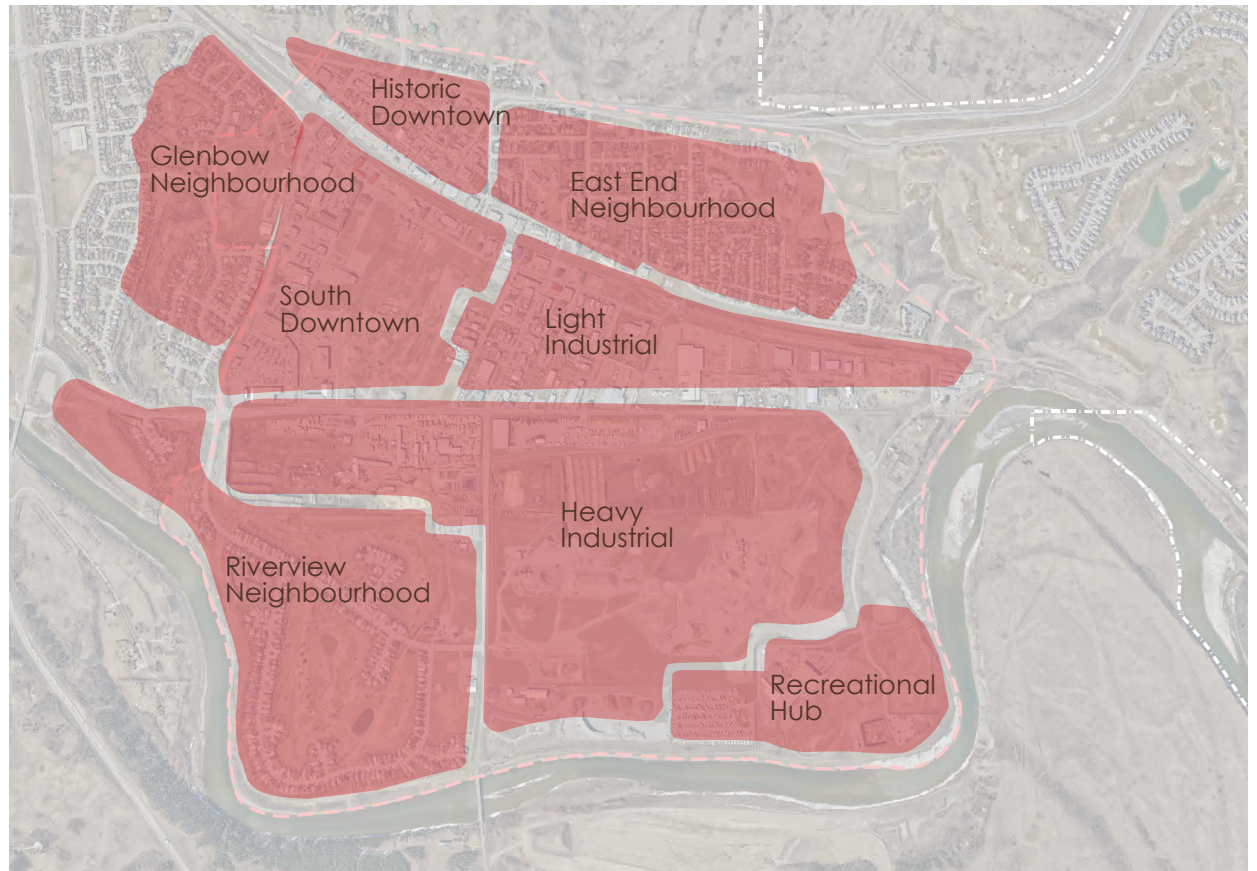 Historic
Downtown
Glenbow
Neighbourhood
East End
Neighbourhood
South
Downtown
Light
Industrial
Heavy
Industrial
Riverview
Neighbourhood
Recreational
Hub